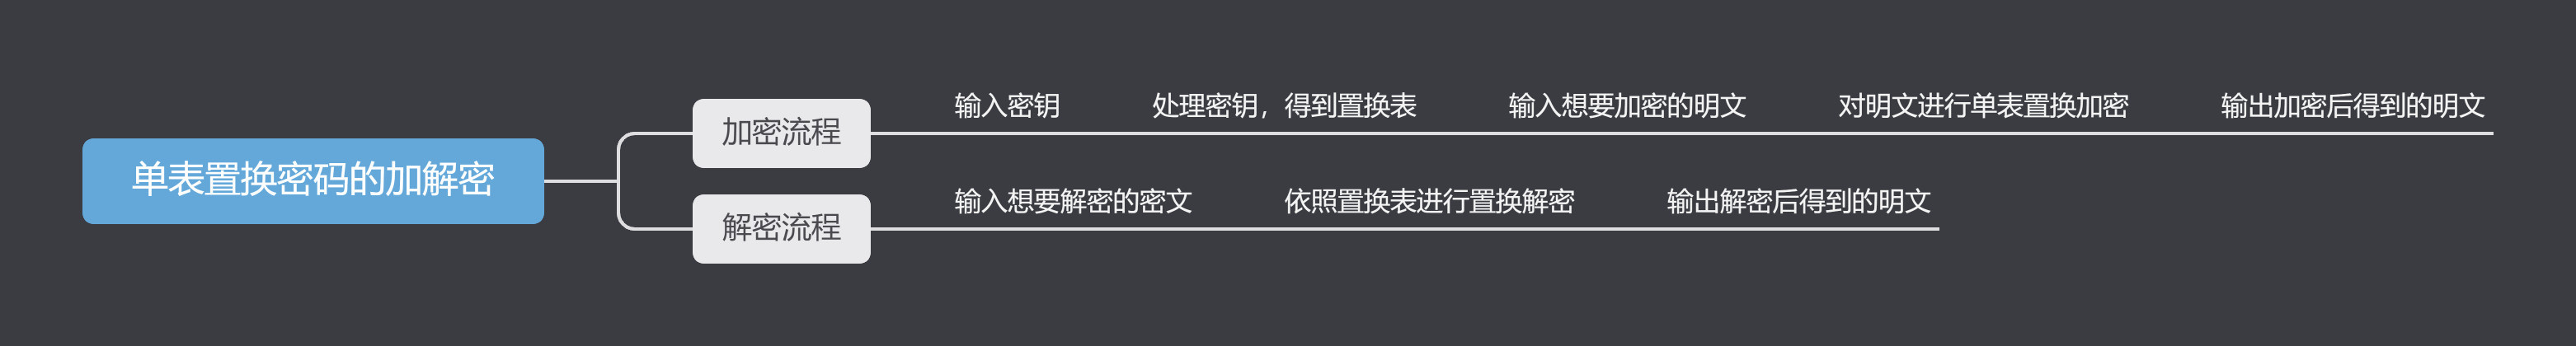 单表置换密码的加解密
加密流程
输入密钥
处理密钥，得到置换表
输入想要加密的明文
对明文进行单表置换加密
输出加密后得到的明文
解密流程
输入想要解密的密文
依照置换表进行置换解密
输出解密后得到的明文